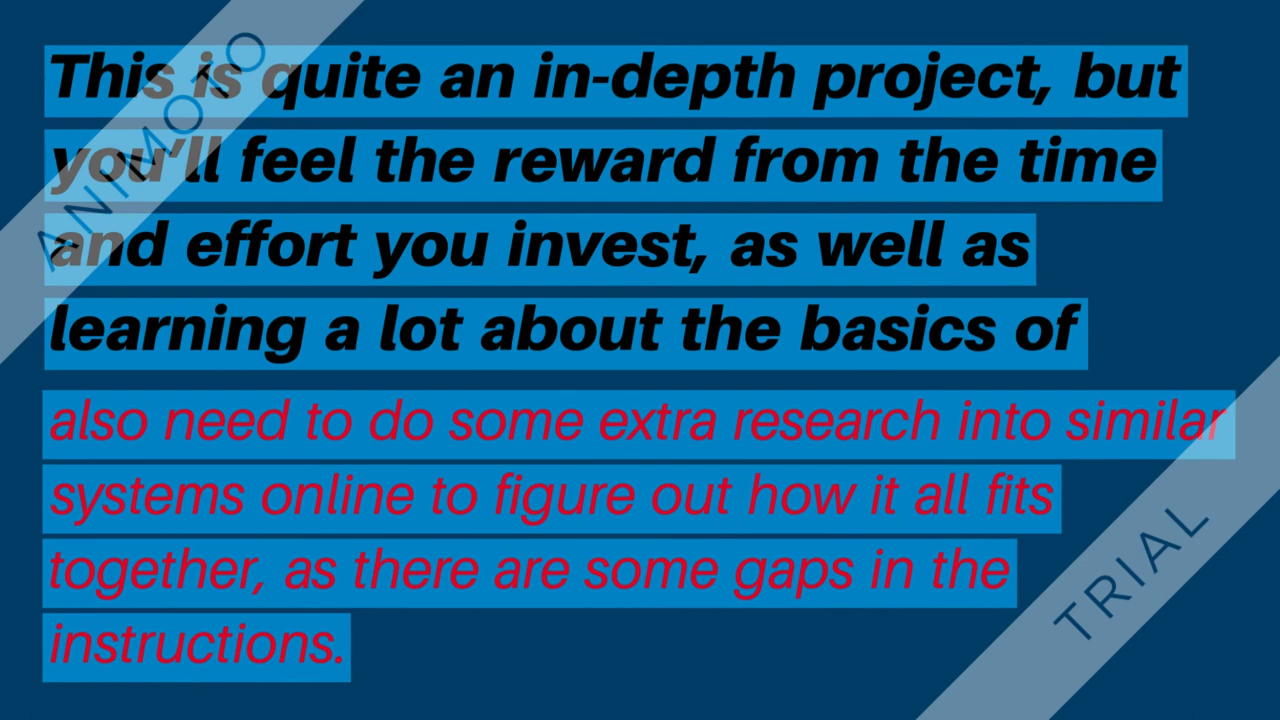 This is quite an in-depth project, but
you’ll feel the reward from the time
and effort you invest, as well as
learning a lot about the basics of
also need to do some extra research into similar
systems online to figure out how it all fits
together, as there are some gaps in the
instructions.
ANIMOTO
TRIAL